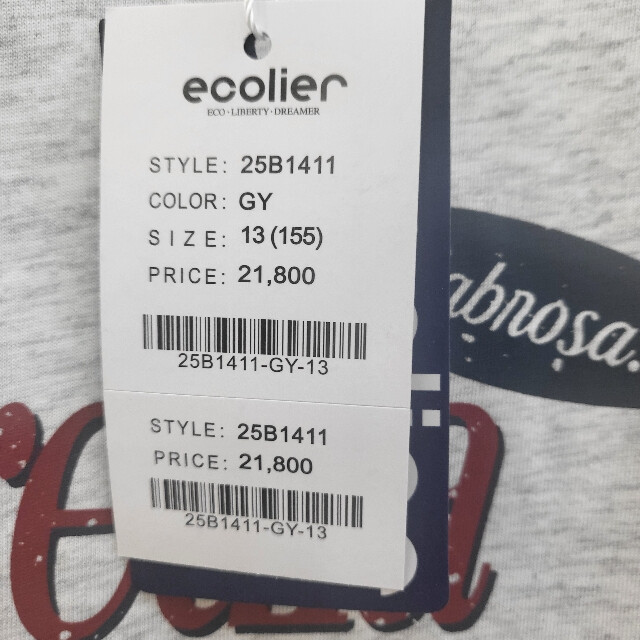 ecolier
ECO · LIBERTY · DREAMER
STYLE: 25B1411
COLOR: GY
SIZE: 13 (155)
PRICE: 21,800
25B1411-GY-13
STYLE: 25B1411
PRICE: 21,800
25B1411-GY-13
abnosa.